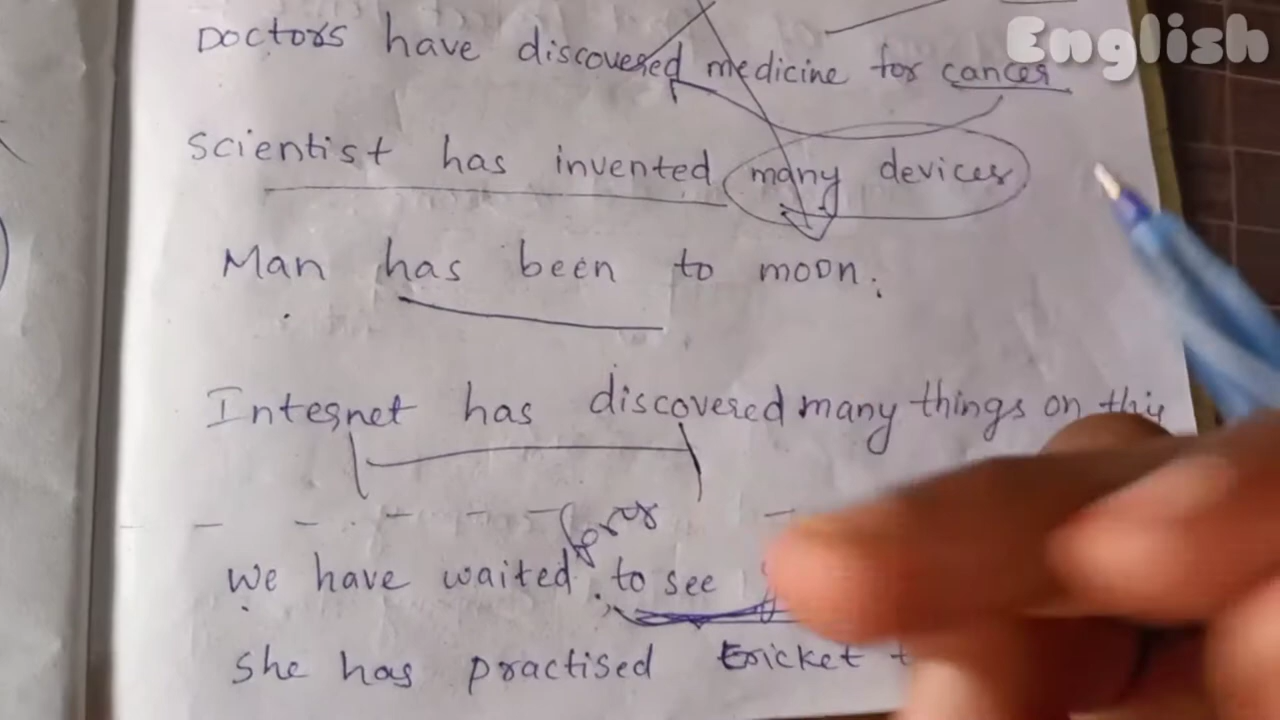 English
Doctors have discovered medicine for cancer
Scientist has invented many devices
Man has been to moon.
Internet has discovered many things on this
for
we have waited to see
She has practised cricket